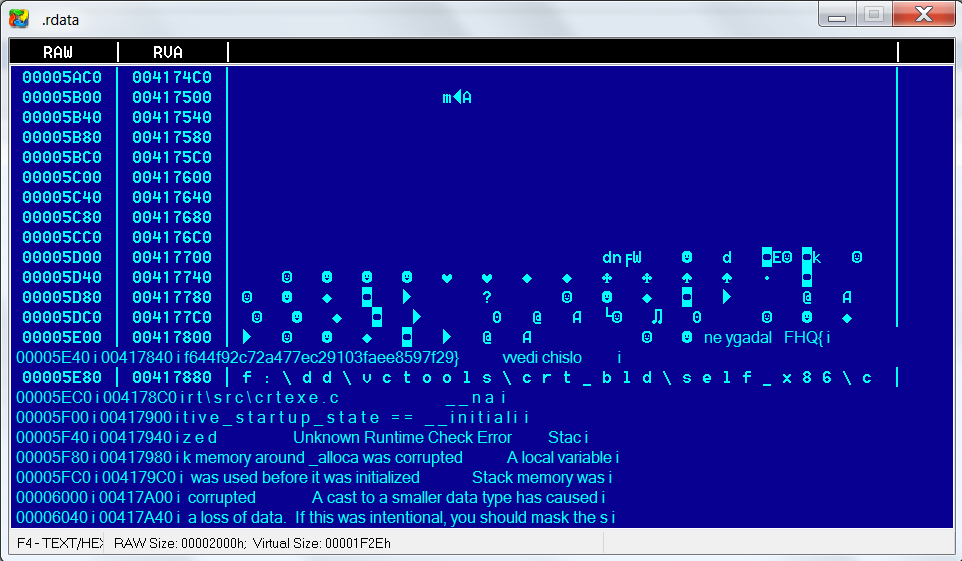 .rdata
RAW RVA
00005AC0 004174C0
00005B00 00417500 m◄A
00005B40 00417540
00005B80 00417580
00005BC0 004175C0
00005C00 00417600
00005C40 00417640
00005C80 00417680
00005CC0 004176C0
00005D00 00417700 dnƒW ☺ d ◘EO◘k O
00005D40 00417740 ☺ ☺ ☺ ☺ ♥ ♥ ♦ ♦ ♣ ♣ ♠ ♠ · ◘
00005D80 00417780 O ☺ ♦ ◘ ► ? O ☺ ♦ ◘ ► @ A
00005DC0 004177C0 O O ♦ ◘ ► O @ A └O ♫ O ☺ ☺ ♦
00005E00 00417800 ► O ☺ ♦ ◘ ► @ A O ☺ ne ygadal FHQ{ i
00005E40 i 00417840 i f644f92c72a477ec29103faee8597f29} vvedi chislo i
00005E80 00417880 f : \ d d \ v c t o o l s \ c r t _ b l d \ s e l f _ x 8 6 \ c
00005EC0 i 004178C0 i r t \ s r c \ c r t e x e . c _ _ n a i
00005F00 i 00417900 i t i v e _ s t a r t u p _ s t a t e = = _ _ i n i t i a l i i
00005F40 i 00417940 i z e d Unknown Runtime Check Error Stac i
00005F80 i 00417980 i k memory around _alloca was corrupted A local variable i
00005FC0 i 004179C0 i was used before it was initialized Stack memory was i
00006000 i 00417A00 i corrupted A cast to a smaller data type has caused i
00006040 i 00417A40 i a loss of data. If this was intentional, you should mask the s i
F4 - TEXT/HEX RAW Size: 00002000h; Virtual Size: 00001F2Eh